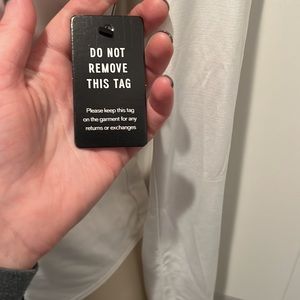 DO NOT
REMOVE
THIS TAG
Please keep this tag
on the garment for any
returns or exchanges